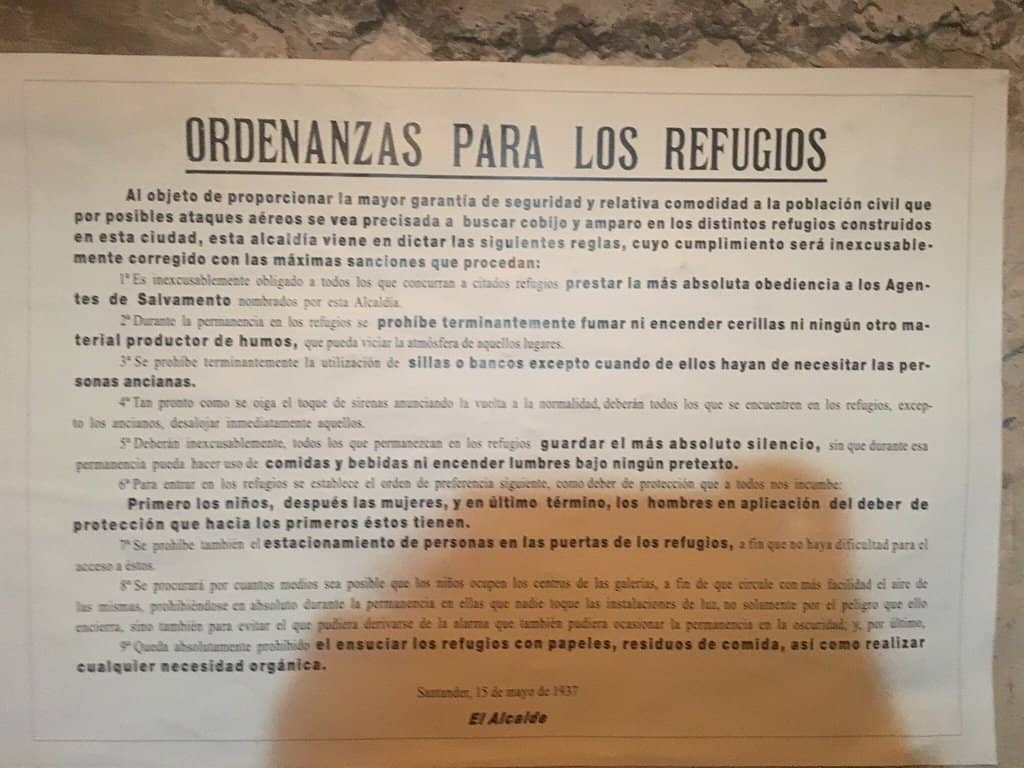 ORDENANZAS PARA LOS REFUGIOS
Al objeto de proporcionar la mayor garantía de seguridad y relativa comodidad a la población civil que
por posibles ataques aéreos se vea precisada a buscar cobijo y amparo en los distintos refugios construidos
en esta ciudad, esta alcaldía viene en dictar las siguientes reglas, cuyo cumplimiento será inexcusable-
mente corregido con las máximas sanciones que procedan:
1ª Es inexcusablemente obligado a todos los que concurran a citados refugios prestar la más absoluta obediencia a los Agen-
tes de Salvamento nombrados por esta Alcaldía.
2ª Durante la permanencia en los refugios se prohíbe terminantemente fumar ni encender cerillas ni ningún otro ma-
terial productor de humos, que pueda viciar la atmósfera de aquellos lugares.
3ª Se prohíbe terminantemente la utilización de sillas o bancos excepto cuando de ellos hayan de necesitar las per-
sonas ancianas.
4ª Tan pronto como se oiga el toque de sirenas anunciando la vuelta a la normalidad, deberán todos los que se encuentren en los refugios, excep-
to los ancianos, desalojar inmediatamente aquellos.
5ª Deberán inexcusablemente, todos los que permanezcan en los refugios guardar el más absoluto silencio, sin que durante esa
permanencia pueda hacer uso de comidas y bebidas ni encender lumbres bajo ningún pretexto.
6ª Para entrar en los refugios se establece el orden de preferencia siguiente, como deber de protección que a todos nos incumbe:
Primero los niños, después las mujeres, y en último término, los hombres en aplicación del deber de
protección que hacia los primeros éstos tienen.
7ª Se prohíbe también el estacionamiento de personas en las puertas de los refugios, a fin que no haya dificultad para el
acceso a éstos.
8ª Se procurará por cuantos medios sea posible que los niños ocupen los centros de las galerías, a fin de que circule con más facilidad el aire de
las mismas, prohibiéndose en absoluto durante la permanencia en ellas que nadie toque las instalaciones de luz, no solamente por el peligro que ello
encierra, sino también para evitar el que pudiera derivarse de la alarma que también pudiera ocasionar la permanencia en la oscuridad; y, por último,
9ª Queda absolutamente prohibido el ensuciar los refugios con papeles, residuos de comida, así como realizar
cualquier necesidad orgánica.
Santander, 15 de mayo de 1937
El Alcalde